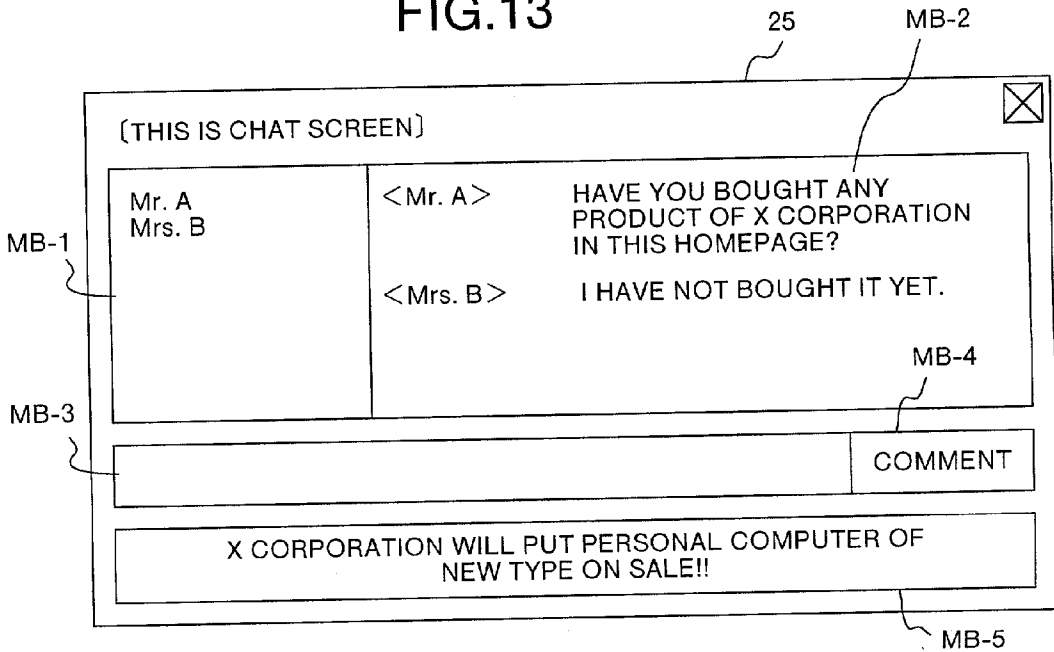 FIG.13
25
MB-2
〔THIS IS CHAT SCREEN〕
Mr. A
Mrs. B
<Mr. A>
HAVE YOU BOUGHT ANY
PRODUCT OF X CORPORATION
IN THIS HOMEPAGE?
<Mrs. B>
I HAVE NOT BOUGHT IT YET.
MB-1
MB-4
MB-3
COMMENT
X CORPORATION WILL PUT PERSONAL COMPUTER OF
NEW TYPE ON SALE!!
MB-5